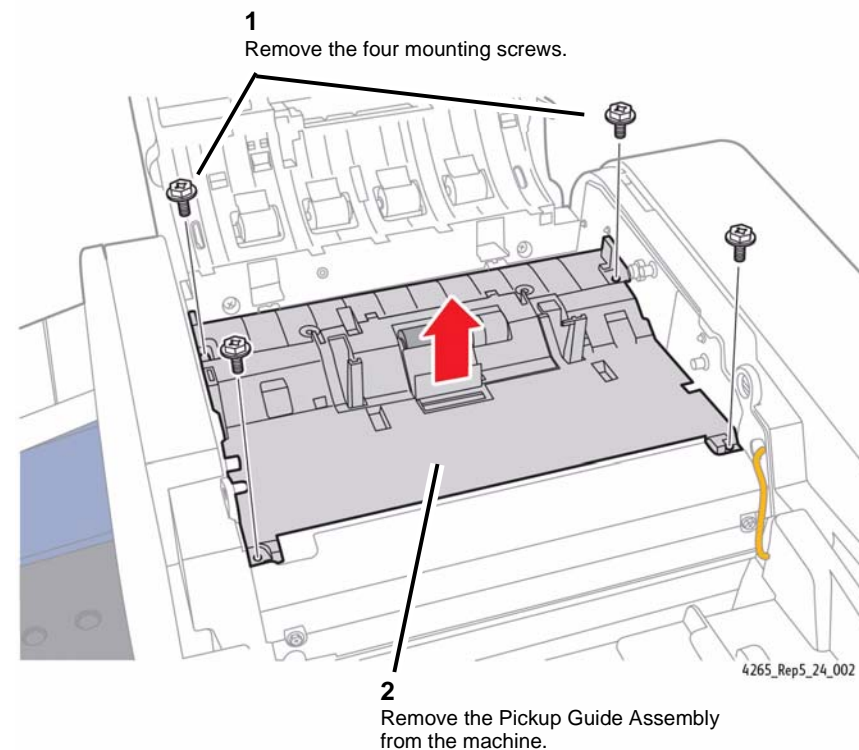 1
Remove the four mounting screws.
4265_Rep5_24_002
2
Remove the Pickup Guide Assembly
from the machine.